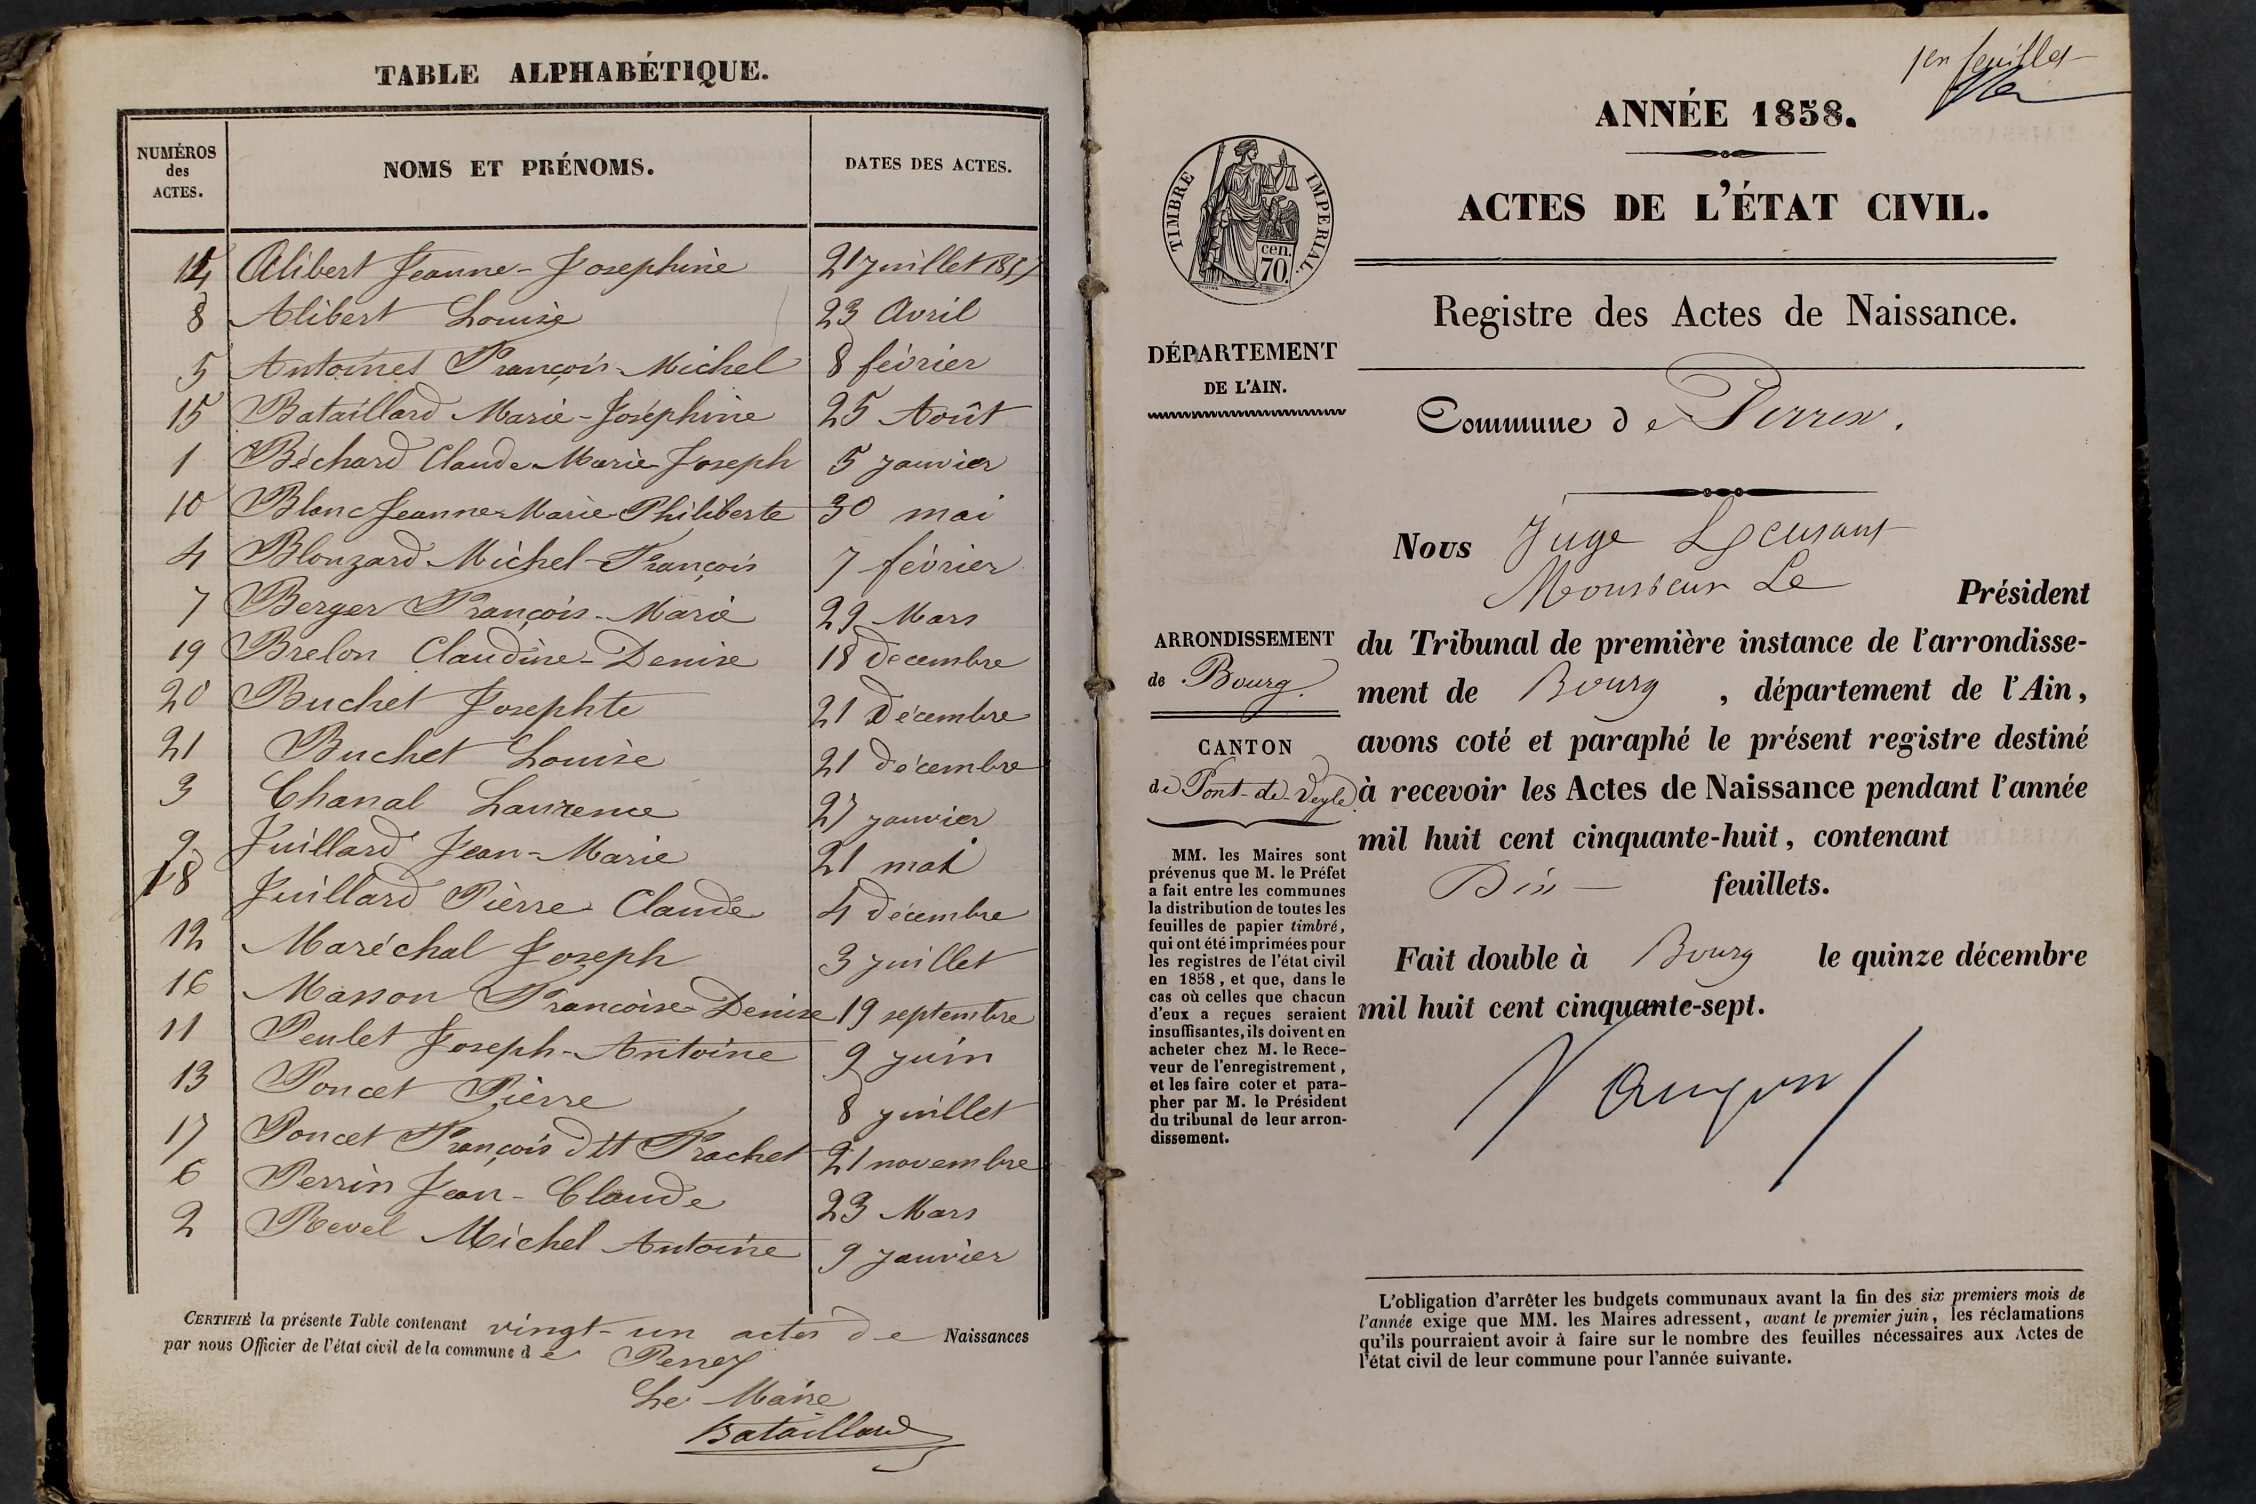 TABLE ALPHABÉTIQUE.
NUMÉROS des ACTES. NOMS ET PRÉNOMS. DATES DES ACTES.
14 Alibert Jeanne-Josephine 21 juillet 1857
8 Alibert Louise 23 Avril
5 Antoinet François-Michel 8 février
15 Bataillard Marie-Joséphine 25 Août
1 Béchard Claude Marie Joseph 5 janvier
10 Blanc Jeanne-Marie-Philiberte 30 mai
4 Blouzard Michel-François 7 février
7 Berger François-Marie 29 Mars
19 Brelon Claudine-Denise 18 décembre
20 Buchet Josephte 21 Décembre
21 Buchet Louise 21 décembre
3 Chanal Laurence 27 janvier
9 Juillard Jean-Marie 21 mai
18 Juillard Pierre Claude 4 décembre
12 Maréchal Joseph 3 juillet
16 Masson Francoise Denise 19 septembre
11 Peulet Joseph-Antoine 9 juin
13 Poncet Pierre 8 juillet
17 Poncet François dit Prachet 21 novembre
6 Perrin Jean-Claude 23 Mars
2 Revel Michel Antoine 9 janvier
CERTIFIÉ la présente Table contenant vingt-un actes de Naissances
par nous Officier de l'état civil de la commune de Perrex
Le Maire
Bataillard
1er feuillet
ANNÉE 1858.
TIMBRE IMPERIAL.
cen. 70.
ACTES DE L'ÉTAT CIVIL.
Registre des Actes de Naissance.
DÉPARTEMENT
DE L'AIN.
Commune de Perrex.
Nous Juge
Monsieur Le Président
du Tribunal de première instance de l'arrondisse-
ment de Bourg, département de l'Ain,
avons coté et paraphé le présent registre destiné
à recevoir les Actes de Naissance pendant l'année
mil huit cent cinquante-huit, contenant
Dix feuillets.
Fait double à Bourg le quinze décembre
mil huit cent cinquante-sept.
ARRONDISSEMENT
de Bourg.
CANTON
de Pont-de-Veyle
MM. les Maires sont
prévenus que M. le Préfet
a fait entre les communes
la distribution de toutes les
feuilles de papier timbré,
qui ont été imprimées pour
les registres de l'état civil
en 1858, et que, dans le
cas où celles que chacun
d'eux a reçues seraient
insuffisantes, ils doivent en
acheter chez M. le Rece-
veur de l'enregistrement,
et les faire coter et para-
pher par M. le Président
du tribunal de leur arron-
dissement.
L'obligation d'arrêter les budgets communaux avant la fin des six premiers mois de
l'année exige que MM. les Maires adressent, avant le premier juin, les réclamations
qu'ils pourraient avoir à faire sur le nombre des feuilles nécessaires aux Actes de
l'état civil de leur commune pour l'année suivante.